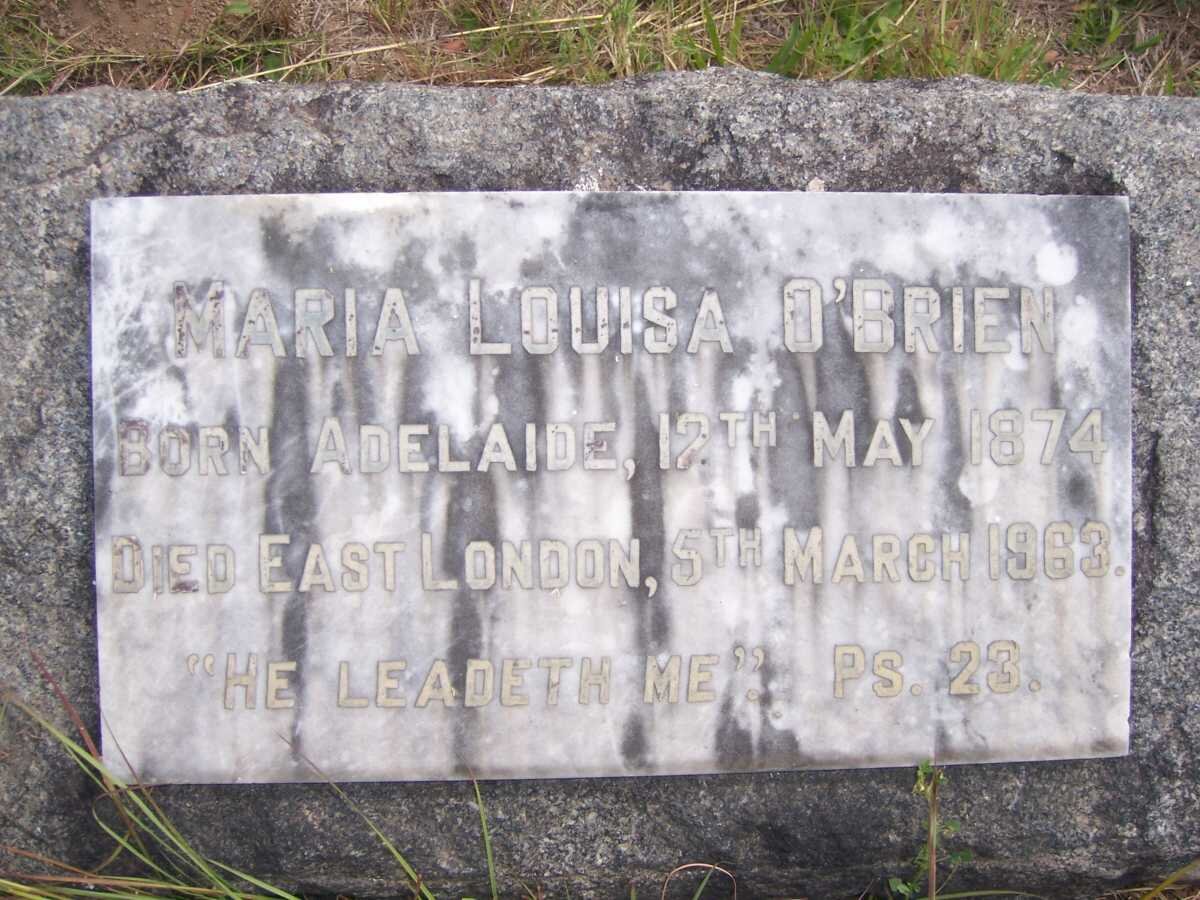 MARIA LOUISA O'BRIEN
BORN ADELAIDE, 12TH MAY 1874
DIED EAST LONDON, 5TH MARCH 1963.
"HE LEADETH ME". PS. 23.